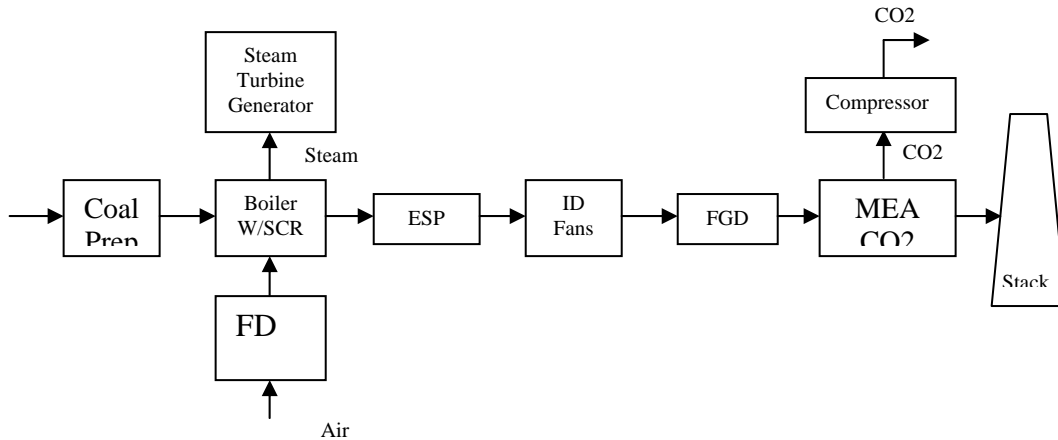 CO2
Steam
Turbine
Generator
Compressor
Steam
CO2
Coal
Prep
Boiler
W/SCR
ESP
ID
Fans
FGD
MEA
CO2
Stack
FD
Air